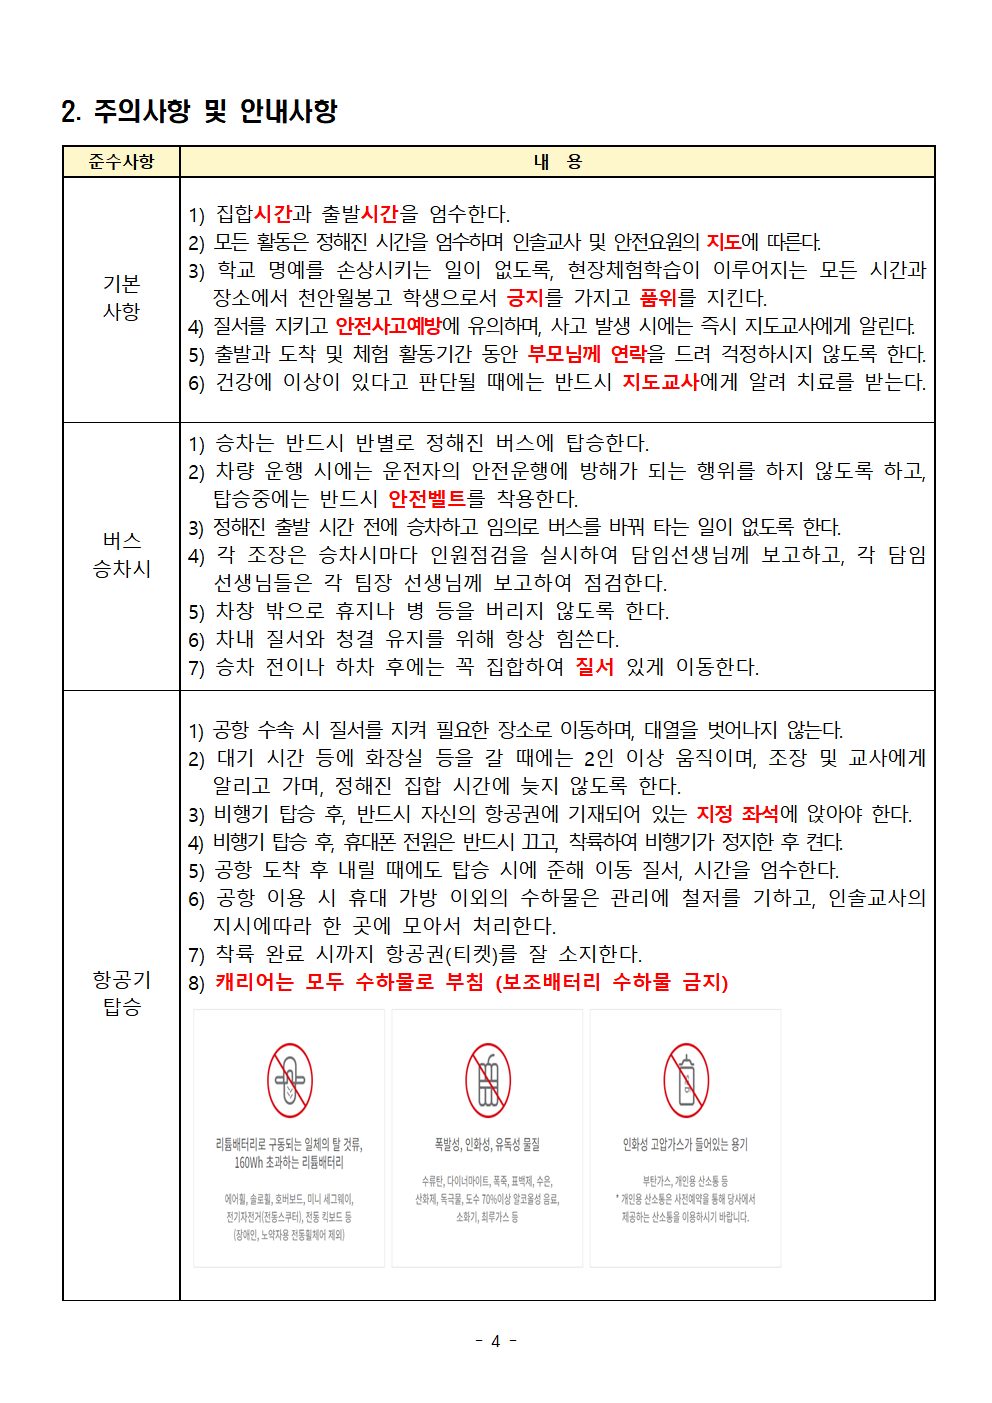 2. 주의사항 및 안내사항
준수사항
내 용
기본
사항
1) 집합시간과 출발시간을 엄수한다.
2) 모든 활동은 정해진 시간을 엄수하며 인솔교사 및 안전요원의 지도에 따른다.
3) 학교 명예를 손상시키는 일이 없도록, 현장체험학습이 이루어지는 모든 시간과
장소에서 천안월봉고 학생으로서 긍지를 가지고 품위를 지킨다.
4) 질서를 지키고 안전사고예방에 유의하며, 사고 발생 시에는 즉시 지도교사에게 알린다.
5) 출발과 도착 및 체험 활동기간 동안 부모님께 연락을 드려 걱정하시지 않도록 한다.
6) 건강에 이상이 있다고 판단될 때에는 반드시 지도교사에게 알려 치료를 받는다.
버스
승차시
1) 승차는 반드시 반별로 정해진 버스에 탑승한다.
2) 차량 운행 시에는 운전자의 안전운행에 방해가 되는 행위를 하지 않도록 하고,
탑승중에는 반드시 안전벨트를 착용한다.
3) 정해진 출발 시간 전에 승차하고 임의로 버스를 바꿔 타는 일이 없도록 한다.
4) 각 조장은 승차시마다 인원점검을 실시하여 담임선생님께 보고하고, 각 담임
선생님들은 각 팀장 선생님께 보고하여 점검한다.
5) 차창 밖으로 휴지나 병 등을 버리지 않도록 한다.
6) 차내 질서와 청결 유지를 위해 항상 힘쓴다.
7) 승차 전이나 하차 후에는 꼭 집합하여 질서 있게 이동한다.
항공기
탑승
1) 공항 수속 시 질서를 지켜 필요한 장소로 이동하며, 대열을 벗어나지 않는다.
2) 대기 시간 등에 화장실 등을 갈 때에는 2인 이상 움직이며, 조장 및 교사에게
알리고 가며, 정해진 집합 시간에 늦지 않도록 한다.
3) 비행기 탑승 후, 반드시 자신의 항공권에 기재되어 있는 지정 좌석에 앉아야 한다.
4) 비행기 탑승 후, 휴대폰 전원은 반드시 끄고, 착륙하여 비행기가 정지한 후 켠다.
5) 공항 도착 후 내릴 때에도 탑승 시에 준해 이동 질서, 시간을 엄수한다.
6) 공항 이용 시 휴대 가방 이외의 수하물은 관리에 철저를 기하고, 인솔교사의
지시에따라 한 곳에 모아서 처리한다.
7) 착륙 완료 시까지 항공권(티켓)를 잘 소지한다.
8) 캐리어는 모두 수하물로 부침 (보조배터리 수하물 금지)
리튬배터리로 구동되는 일체의 탈 것류,
160Wh 초과하는 리튬배터리
에어휠, 솔로휠, 호버보드, 미니 세그웨이,
전기자전거(전동스쿠터), 전동 킥보드 등
(장애인, 노약자용 전동휠체어 제외)
폭발성, 인화성, 유독성 물질
수류탄, 다이너마이트, 폭죽, 표백제, 수은,
산화제, 독극물, 도수 70%이상 알코올성 음료,
소화기, 최루가스 등
인화성 고압가스가 들어있는 용기
부탄가스, 개인용 산소통 등
* 개인용 산소통은 사전예약을 통해 당사에서
제공하는 산소통을 이용하시기 바랍니다.
- 4 -